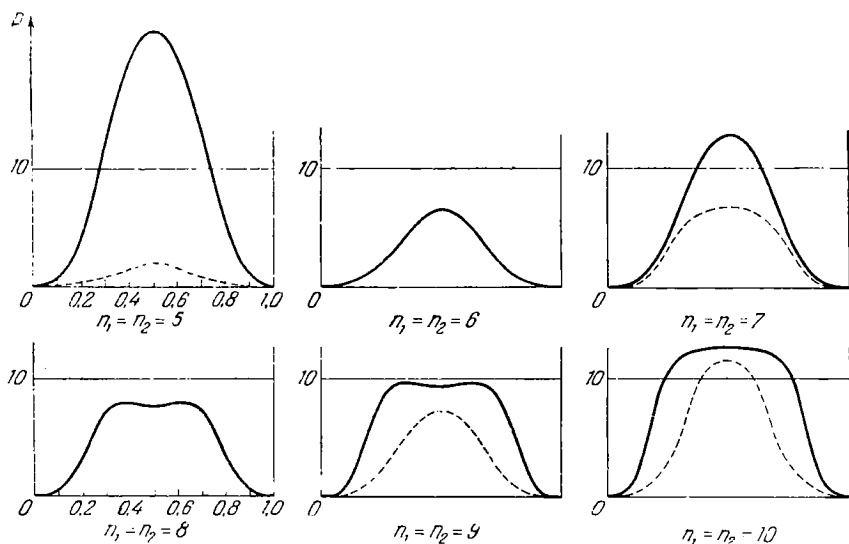 P
10
0 0,2 0,4 0,6 0,8 1,0
n₁ = n₂ = 5
10
0
n₁ = n₂ = 6
10
0
n₁ = n₂ = 7
10
0 0,2 0,4 0,6 0,8 1,0
n₁ = n₂ = 8
10
0
n₁ = n₂ = 9
10
0
n₁ = n₂ = 10